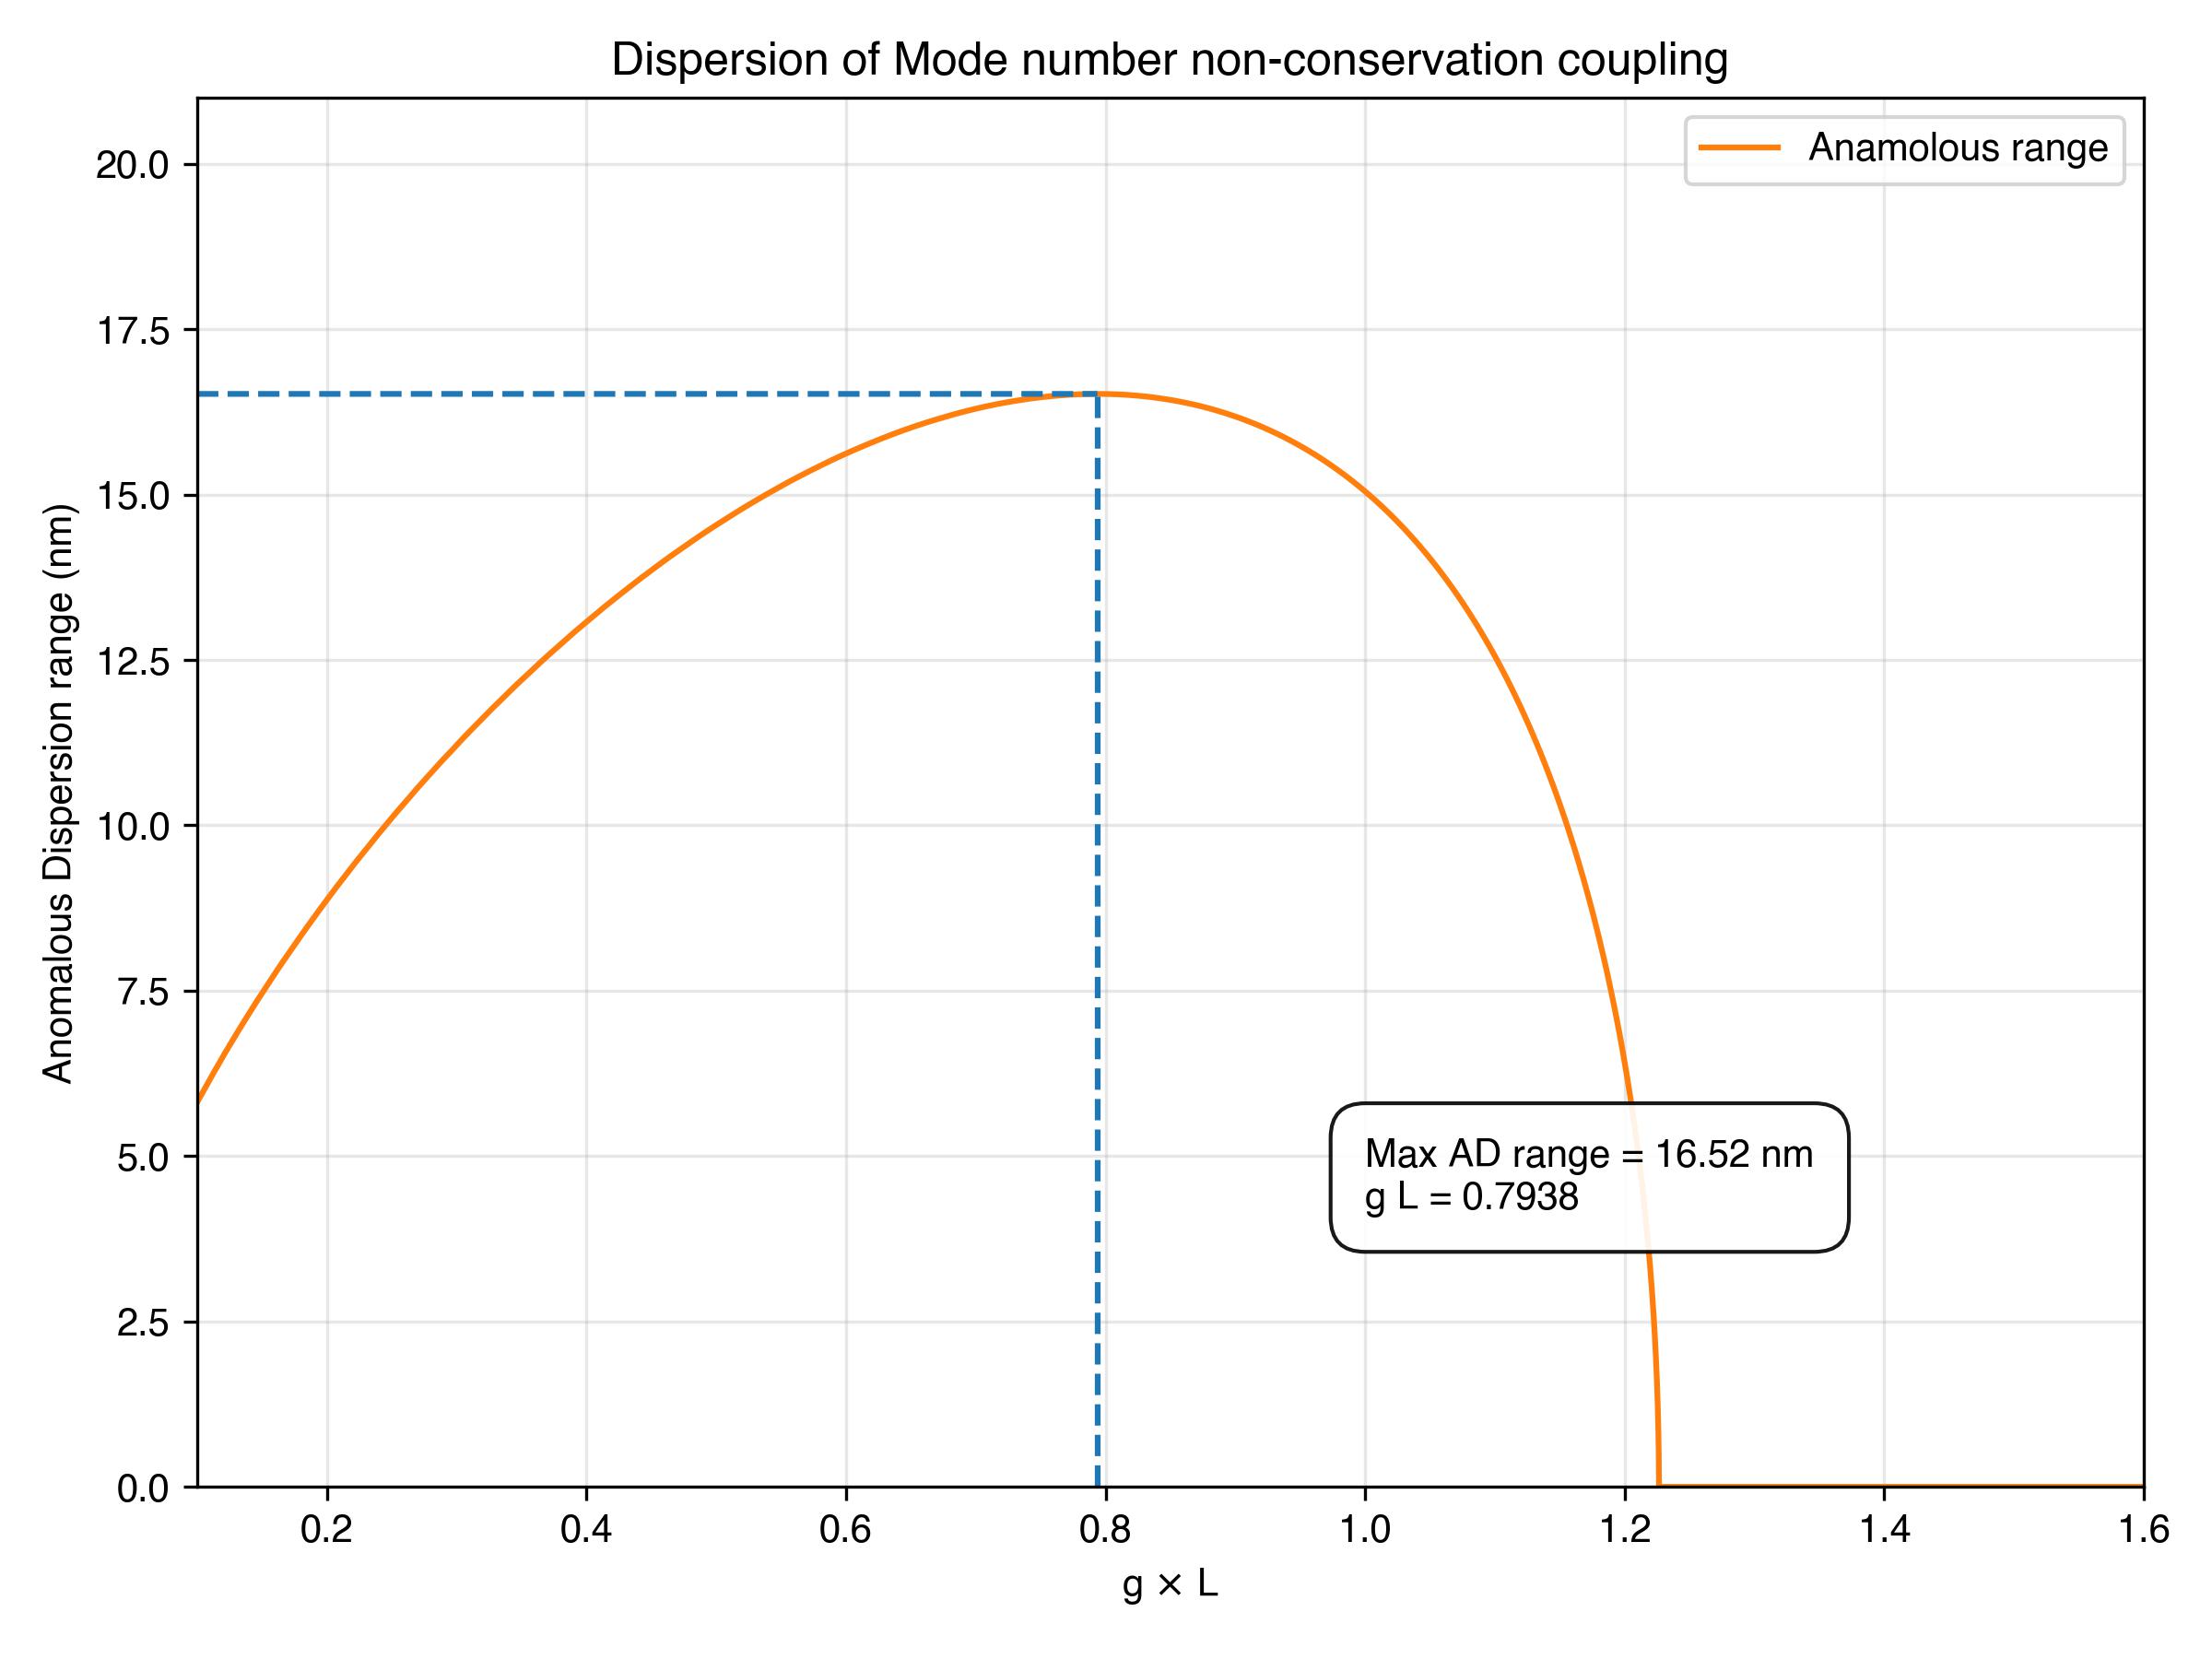 Dispersion of Mode number non-conservation coupling
Anamolous range
Anomalous Dispersion range (nm)
20.0
17.5
15.0
12.5
10.0
7.5
5.0
2.5
0.0
Max AD range = 16.52 nm
g L = 0.7938
0.2 0.4 0.6 0.8 1.0 1.2 1.4 1.6
g × L